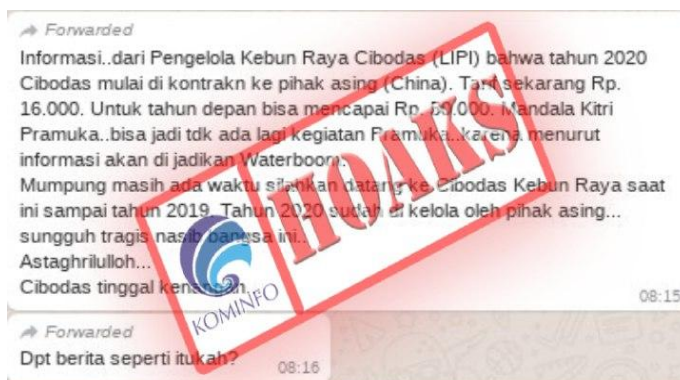 Forwarded
Informasi..dari Pengelola Kebun Raya Cibodas (LIPI) bahwa tahun 2020
Cibodas mulai di kontrakn ke pihak asing (China). Tarif sekarang Rp.
16.000. Untuk tahun depan bisa mencapai Rp. .000. Mandala Kitri
Pramuka..bisa jadi tdk ada lagi kegiatan Pramuka..karena menurut
informasi akan di jadikan Waterboom.
Mumpung masih ada waktu silahkan datang ke Cibodas Kebun Raya saat
ini sampai tahun 2019. Tahun 2020 sudah di kelola oleh pihak asing...
sungguh tragis nasib bangsa ini..
Astaghrilulloh...
Cibodas tinggal kenangan
08:15
HOAKS
KOMINFO
Forwarded
Dpt berita seperti itukah?
08:16